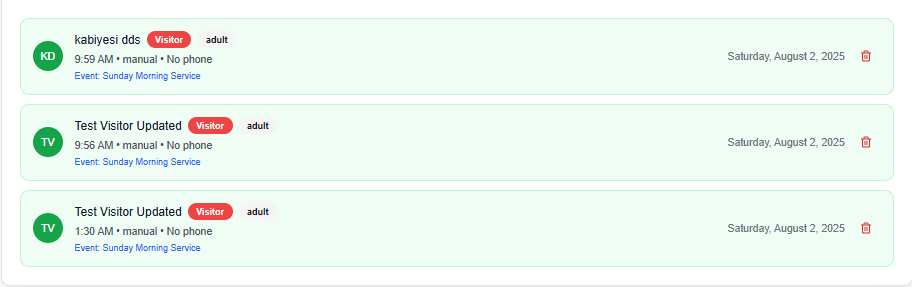 KD
kabiyesi dds Visitor adult
9:59 AM • manual • No phone
Event: Sunday Morning Service
Saturday, August 2, 2025
TV
Test Visitor Updated Visitor adult
9:56 AM • manual • No phone
Event: Sunday Morning Service
Saturday, August 2, 2025
TV
Test Visitor Updated Visitor adult
1:30 AM • manual • No phone
Event: Sunday Morning Service
Saturday, August 2, 2025